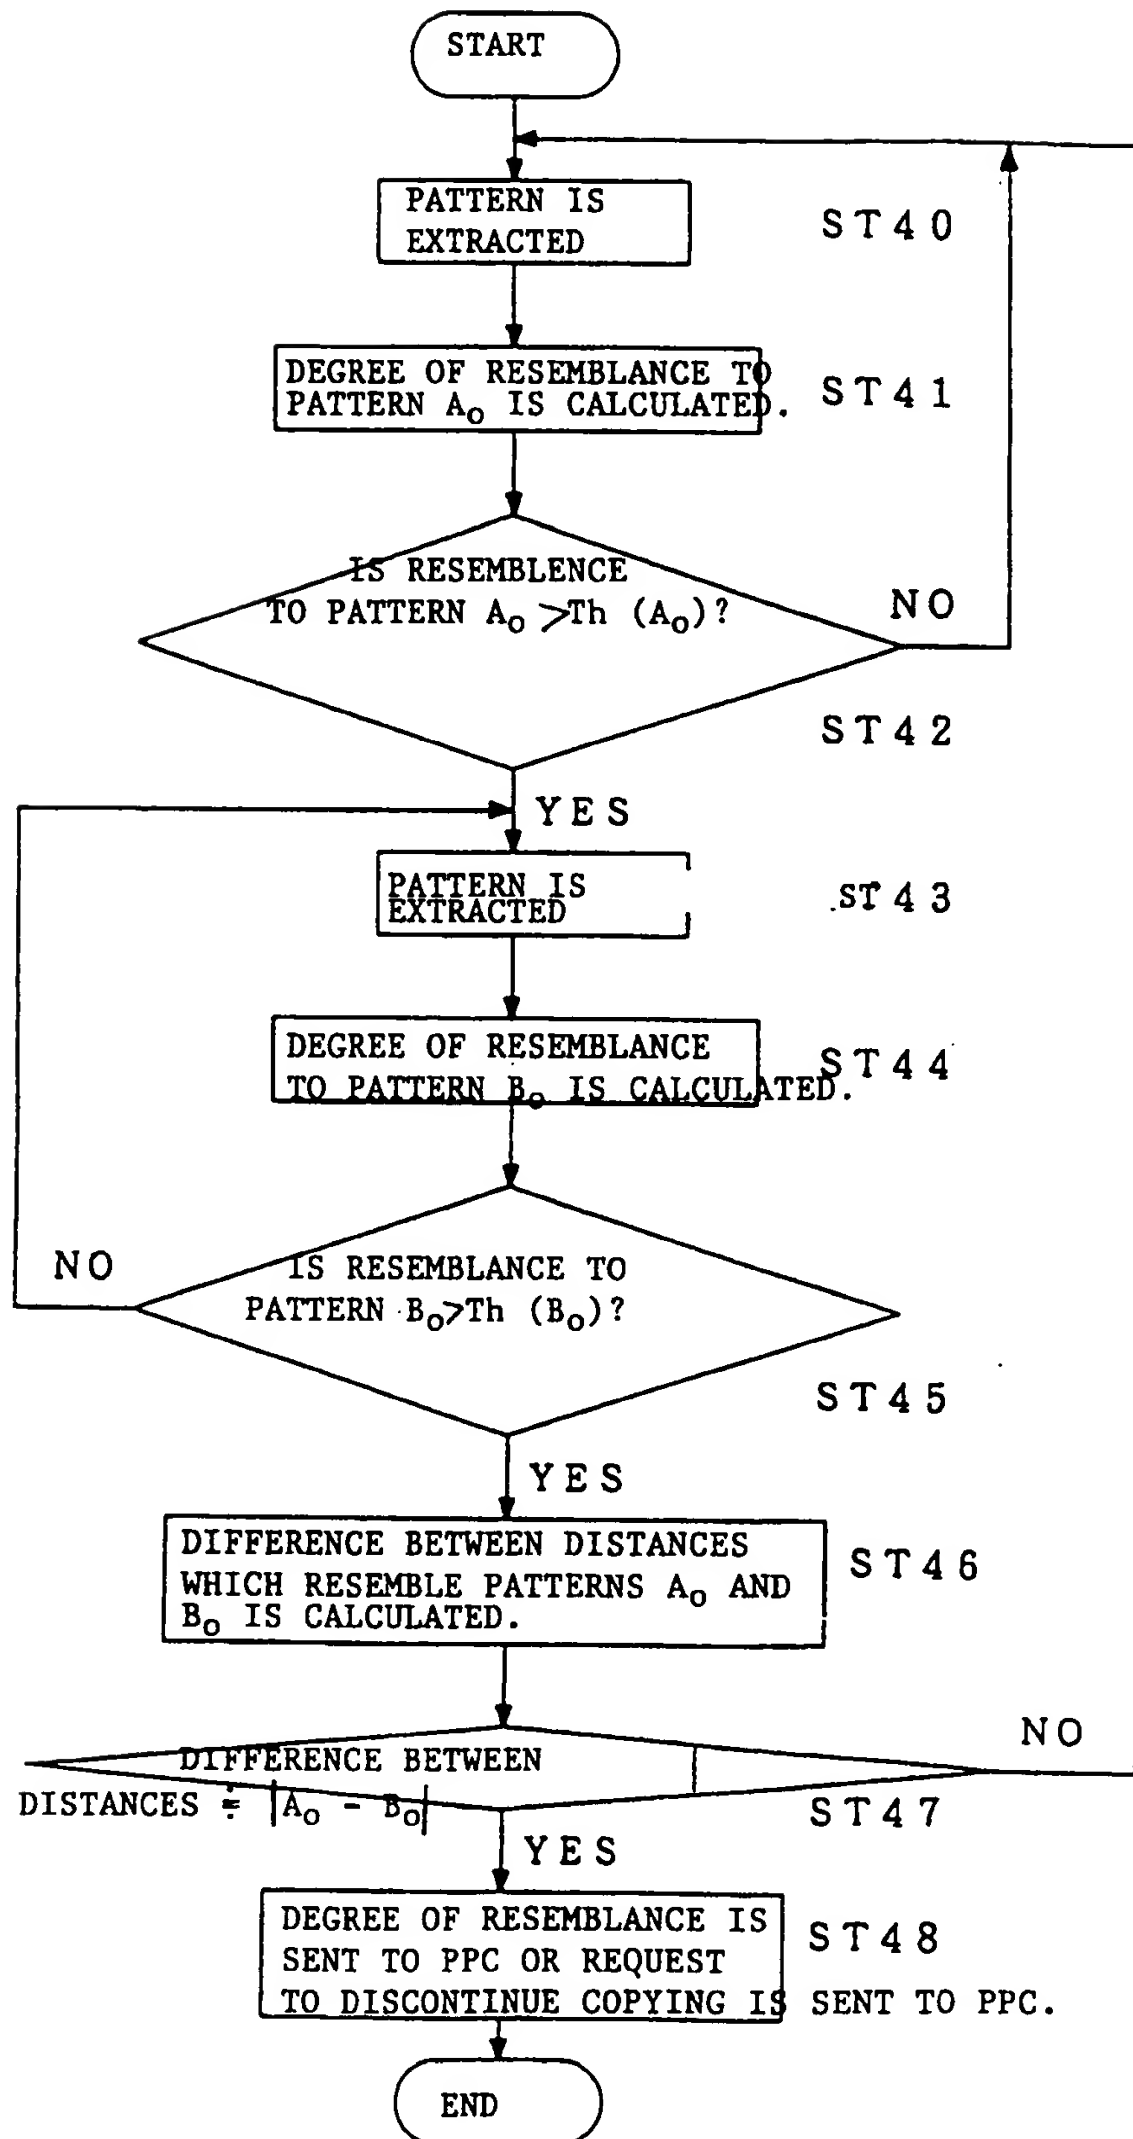 START
PATTERN IS
EXTRACTED
ST40
DEGREE OF RESEMBLANCE TO
PATTERN A₀ IS CALCULATED.
ST41
IS RESEMBLENCE
TO PATTERN A₀ >Th (A₀)?
NO
ST42
YES
PATTERN IS
EXTRACTED
ST43
DEGREE OF RESEMBLANCE
TO PATTERN B₀ IS CALCULATED.
ST44
IS RESEMBLANCE TO
PATTERN B₀>Th (B₀)?
NO
ST45
YES
DIFFERENCE BETWEEN DISTANCES
WHICH RESEMBLE PATTERNS A₀ AND
B₀ IS CALCULATED.
ST46
DIFFERENCE BETWEEN
DISTANCES ≒ |A₀ - B₀|
NO
ST47
YES
DEGREE OF RESEMBLANCE IS
SENT TO PPC OR REQUEST
TO DISCONTINUE COPYING IS SENT TO PPC.
ST48
END